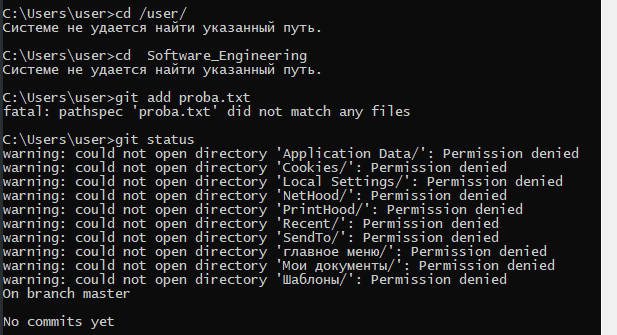 C:\Users\user>cd /user/
Системе не удается найти указанный путь.
C:\Users\user>cd  Software_Engineering
Системе не удается найти указанный путь.
C:\Users\user>git add proba.txt
fatal: pathspec 'proba.txt' did not match any files
C:\Users\user>git status
warning: could not open directory 'Application Data/': Permission denied
warning: could not open directory 'Cookies/': Permission denied
warning: could not open directory 'Local Settings/': Permission denied
warning: could not open directory 'NetHood/': Permission denied
warning: could not open directory 'PrintHood/': Permission denied
warning: could not open directory 'Recent/': Permission denied
warning: could not open directory 'SendTo/': Permission denied
warning: could not open directory 'главное меню/': Permission denied
warning: could not open directory 'Мои документы/': Permission denied
warning: could not open directory 'Шаблоны/': Permission denied
On branch master
No commits yet